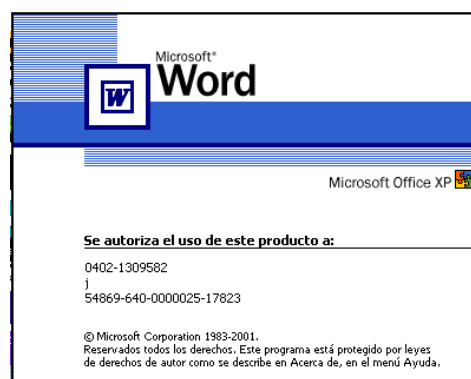 Microsoft®
Word
Microsoft Office XP
Se autoriza el uso de este producto a:
0402-1309582
j
54869-640-0000025-17823
© Microsoft Corporation 1983-2001.
Reservados todos los derechos. Este programa está protegido por leyes
de derechos de autor como se describe en Acerca de, en el menú Ayuda.